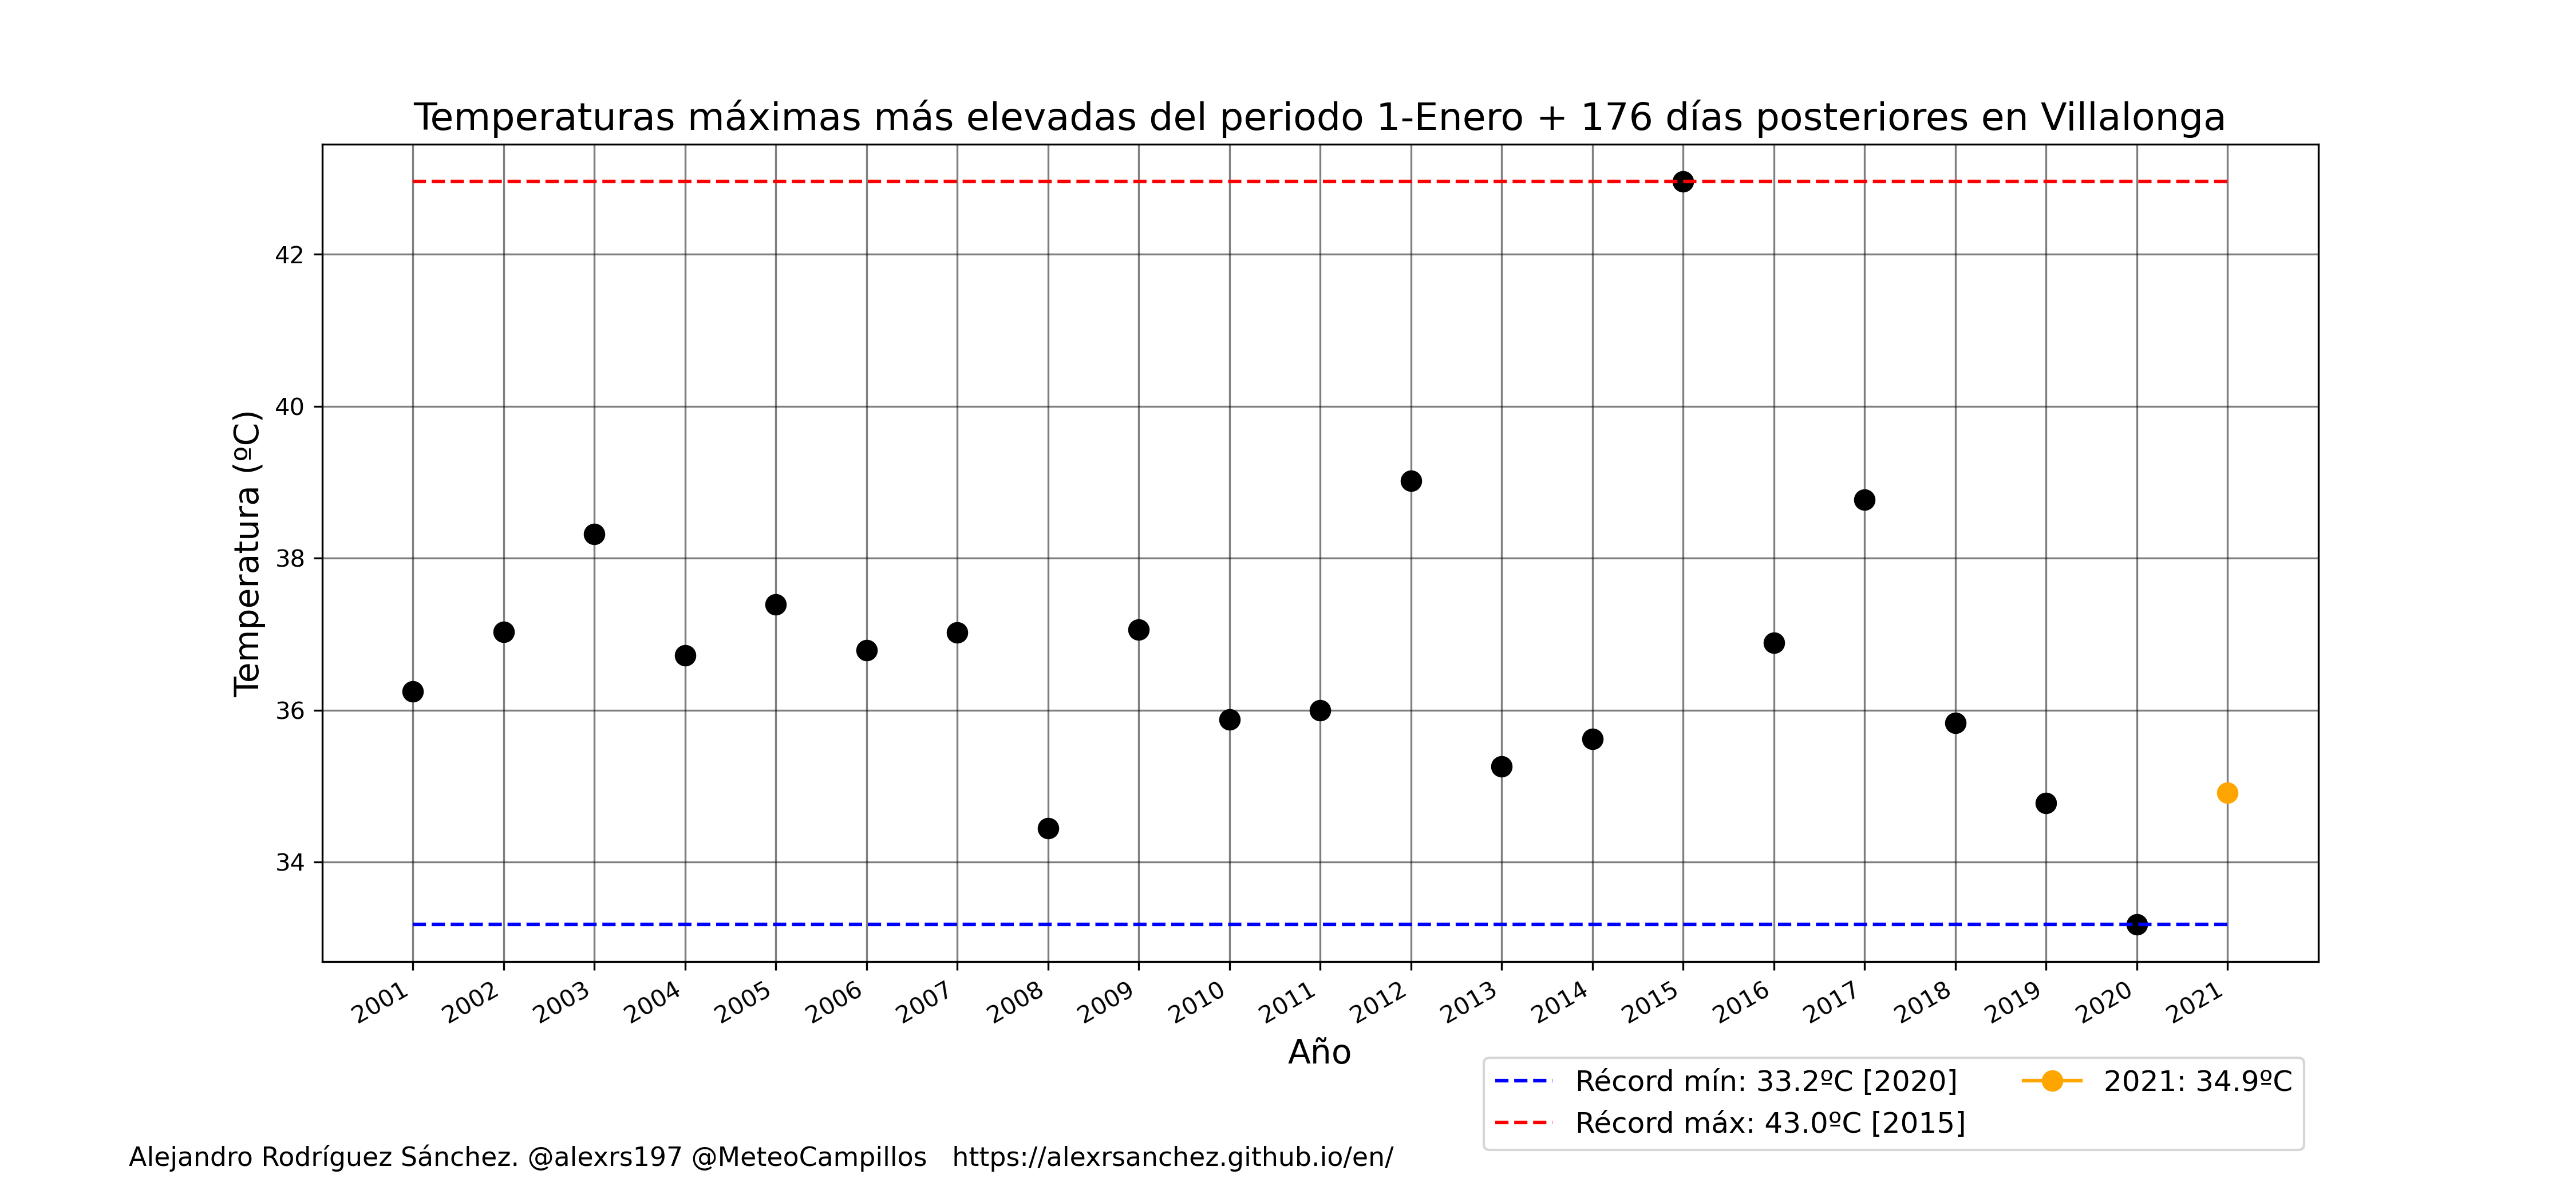 Temperaturas máximas más elevadas del periodo 1-Enero + 176 días posteriores en Villalonga
Temperatura (ºC)
42
40
38
36
34
2001 2002 2003 2004 2005 2006 2007 2008 2009 2010 2011 2012 2013 2014 2015 2016 2017 2018 2019 2020 2021
Año
Récord mín: 33.2ºC [2020]
Récord máx: 43.0ºC [2015]
2021: 34.9ºC
Alejandro Rodríguez Sánchez. @alexrs197 @MeteoCampillos https://alexrsanchez.github.io/en/